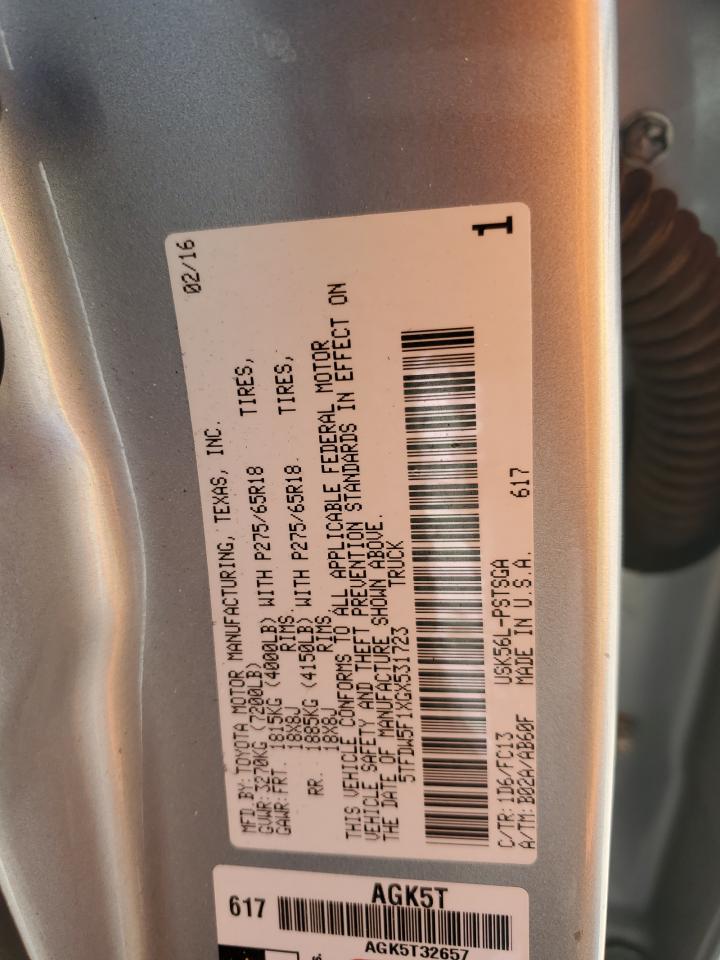 MFD BY: TOYOTA MOTOR MANUFACTURING, TEXAS, INC. 02/16
GVWR: 3270KG (7200LB)
GAWR: FRT. 1815KG (4000LB) WITH P275/65R18 TIRES,
18X8J RIMS.
RR. 1885KG (4150LB) WITH P275/65R18 TIRES,
18X8J RIMS
THIS VEHICLE CONFORMS TO ALL APPLICABLE FEDERAL MOTOR
VEHICLE SAFETY AND THEFT PREVENTION STANDARDS IN EFFECT ON
THE DATE OF MANUFACTURE SHOWN ABOVE.
5TFDW5F1XGX531723 TRUCK
C/TR: 1D6/FC13 USK56L-PSTSGA
A/TM: B02A/AB60F MADE IN U.S.A. 617
1
617
AGK5T
AGK5T32657